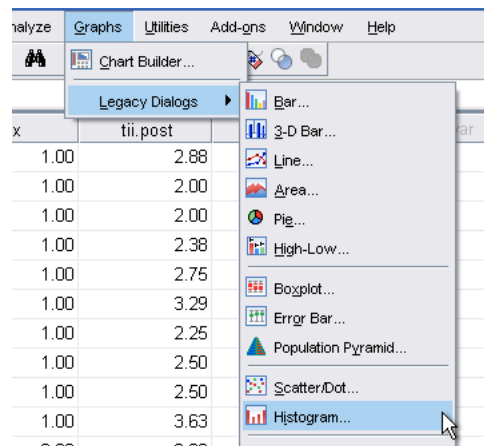 nalyze Graphs Utilities Add-ons Window Help
Chart Builder...
Legacy Dialogs
Bar...
3-D Bar...
Line...
Area...
Pie...
High-Low...
Boxplot...
Error Bar...
Population Pyramid...
Scatter/Dot...
Histogram...
x tii.post var
1.00 2.88
1.00 2.00
1.00 2.00
1.00 2.38
1.00 2.75
1.00 3.29
1.00 2.25
1.00 2.50
1.00 2.50
1.00 3.63